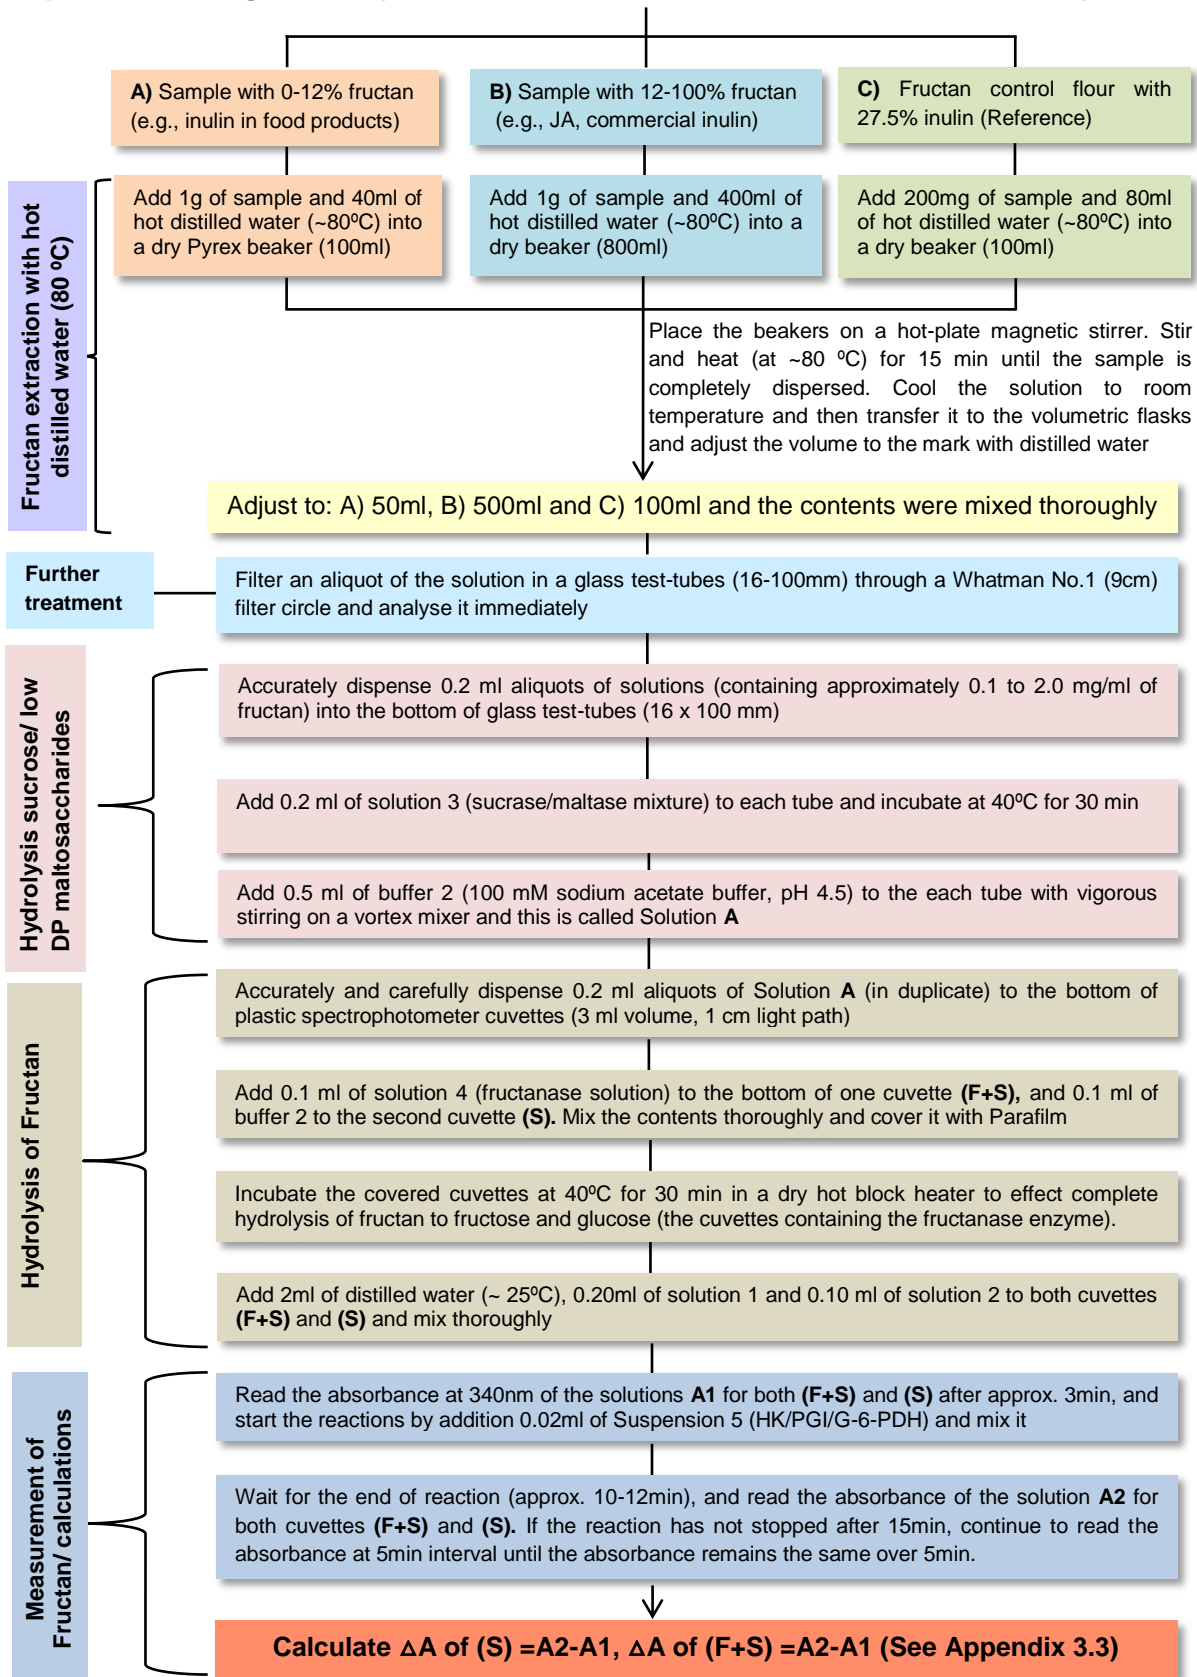 A) Sample with 0-12% fructan
(e.g., inulin in food products)
B) Sample with 12-100% fructan
(e.g., JA, commercial inulin)
C) Fructan control flour with
27.5% inulin (Reference)
Fructan extraction with hot
distilled water (80 ºC)
Add 1g of sample and 40ml of
hot distilled water (~80ºC) into
a dry Pyrex beaker (100ml)
Add 1g of sample and 400ml of
hot distilled water (~80ºC) into a
dry beaker (800ml)
Add 200mg of sample and 80ml
of hot distilled water (~80ºC) into
a dry beaker (100ml)
Place the beakers on a hot-plate magnetic stirrer. Stir
and heat (at ~80 ºC) for 15 min until the sample is
completely dispersed. Cool the solution to room
temperature and then transfer it to the volumetric flasks
and adjust the volume to the mark with distilled water
Adjust to: A) 50ml, B) 500ml and C) 100ml and the contents were mixed thoroughly
Further
treatment
Filter an aliquot of the solution in a glass test-tubes (16-100mm) through a Whatman No.1 (9cm)
filter circle and analyse it immediately
Hydrolysis sucrose/ low
DP maltosaccharides
Accurately dispense 0.2 ml aliquots of solutions (containing approximately 0.1 to 2.0 mg/ml of
fructan) into the bottom of glass test-tubes (16 x 100 mm)
Add 0.2 ml of solution 3 (sucrase/maltase mixture) to each tube and incubate at 40ºC for 30 min
Add 0.5 ml of buffer 2 (100 mM sodium acetate buffer, pH 4.5) to the each tube with vigorous
stirring on a vortex mixer and this is called Solution A
Hydrolysis of Fructan
Accurately and carefully dispense 0.2 ml aliquots of Solution A (in duplicate) to the bottom of
plastic spectrophotometer cuvettes (3 ml volume, 1 cm light path)
Add 0.1 ml of solution 4 (fructanase solution) to the bottom of one cuvette (F+S), and 0.1 ml of
buffer 2 to the second cuvette (S). Mix the contents thoroughly and cover it with Parafilm
Incubate the covered cuvettes at 40ºC for 30 min in a dry hot block heater to effect complete
hydrolysis of fructan to fructose and glucose (the cuvettes containing the fructanase enzyme).
Add 2ml of distilled water (~ 25ºC), 0.20ml of solution 1 and 0.10 ml of solution 2 to both cuvettes
(F+S) and (S) and mix thoroughly
Measurement of
Fructan/ calculations
Read the absorbance at 340nm of the solutions A1 for both (F+S) and (S) after approx. 3min, and
start the reactions by addition 0.02ml of Suspension 5 (HK/PGI/G-6-PDH) and mix it
Wait for the end of reaction (approx. 10-12min), and read the absorbance of the solution A2 for
both cuvettes (F+S) and (S). If the reaction has not stopped after 15min, continue to read the
absorbance at 5min interval until the absorbance remains the same over 5min.
Calculate △A of (S) =A2-A1, △A of (F+S) =A2-A1 (See Appendix 3.3)